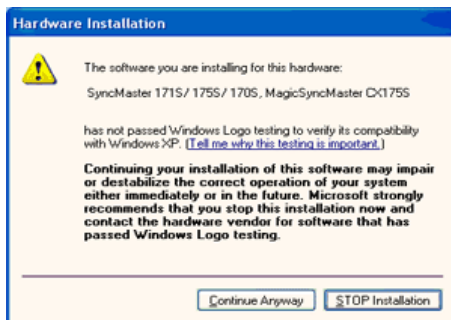 Hardware Installation
The software you are installing for this hardware:
SyncMaster 171S/ 175S/ 170S, MagicSyncMaster CX175S
has not passed Windows Logo testing to verify its compatibility
with Windows XP. (Tell me why this testing is important.)
Continuing your installation of this software may impair
or destabilize the correct operation of your system
either immediately or in the future. Microsoft strongly
recommends that you stop this installation now and
contact the hardware vendor for software that has
passed Windows Logo testing.
Continue Anyway STOP Installation